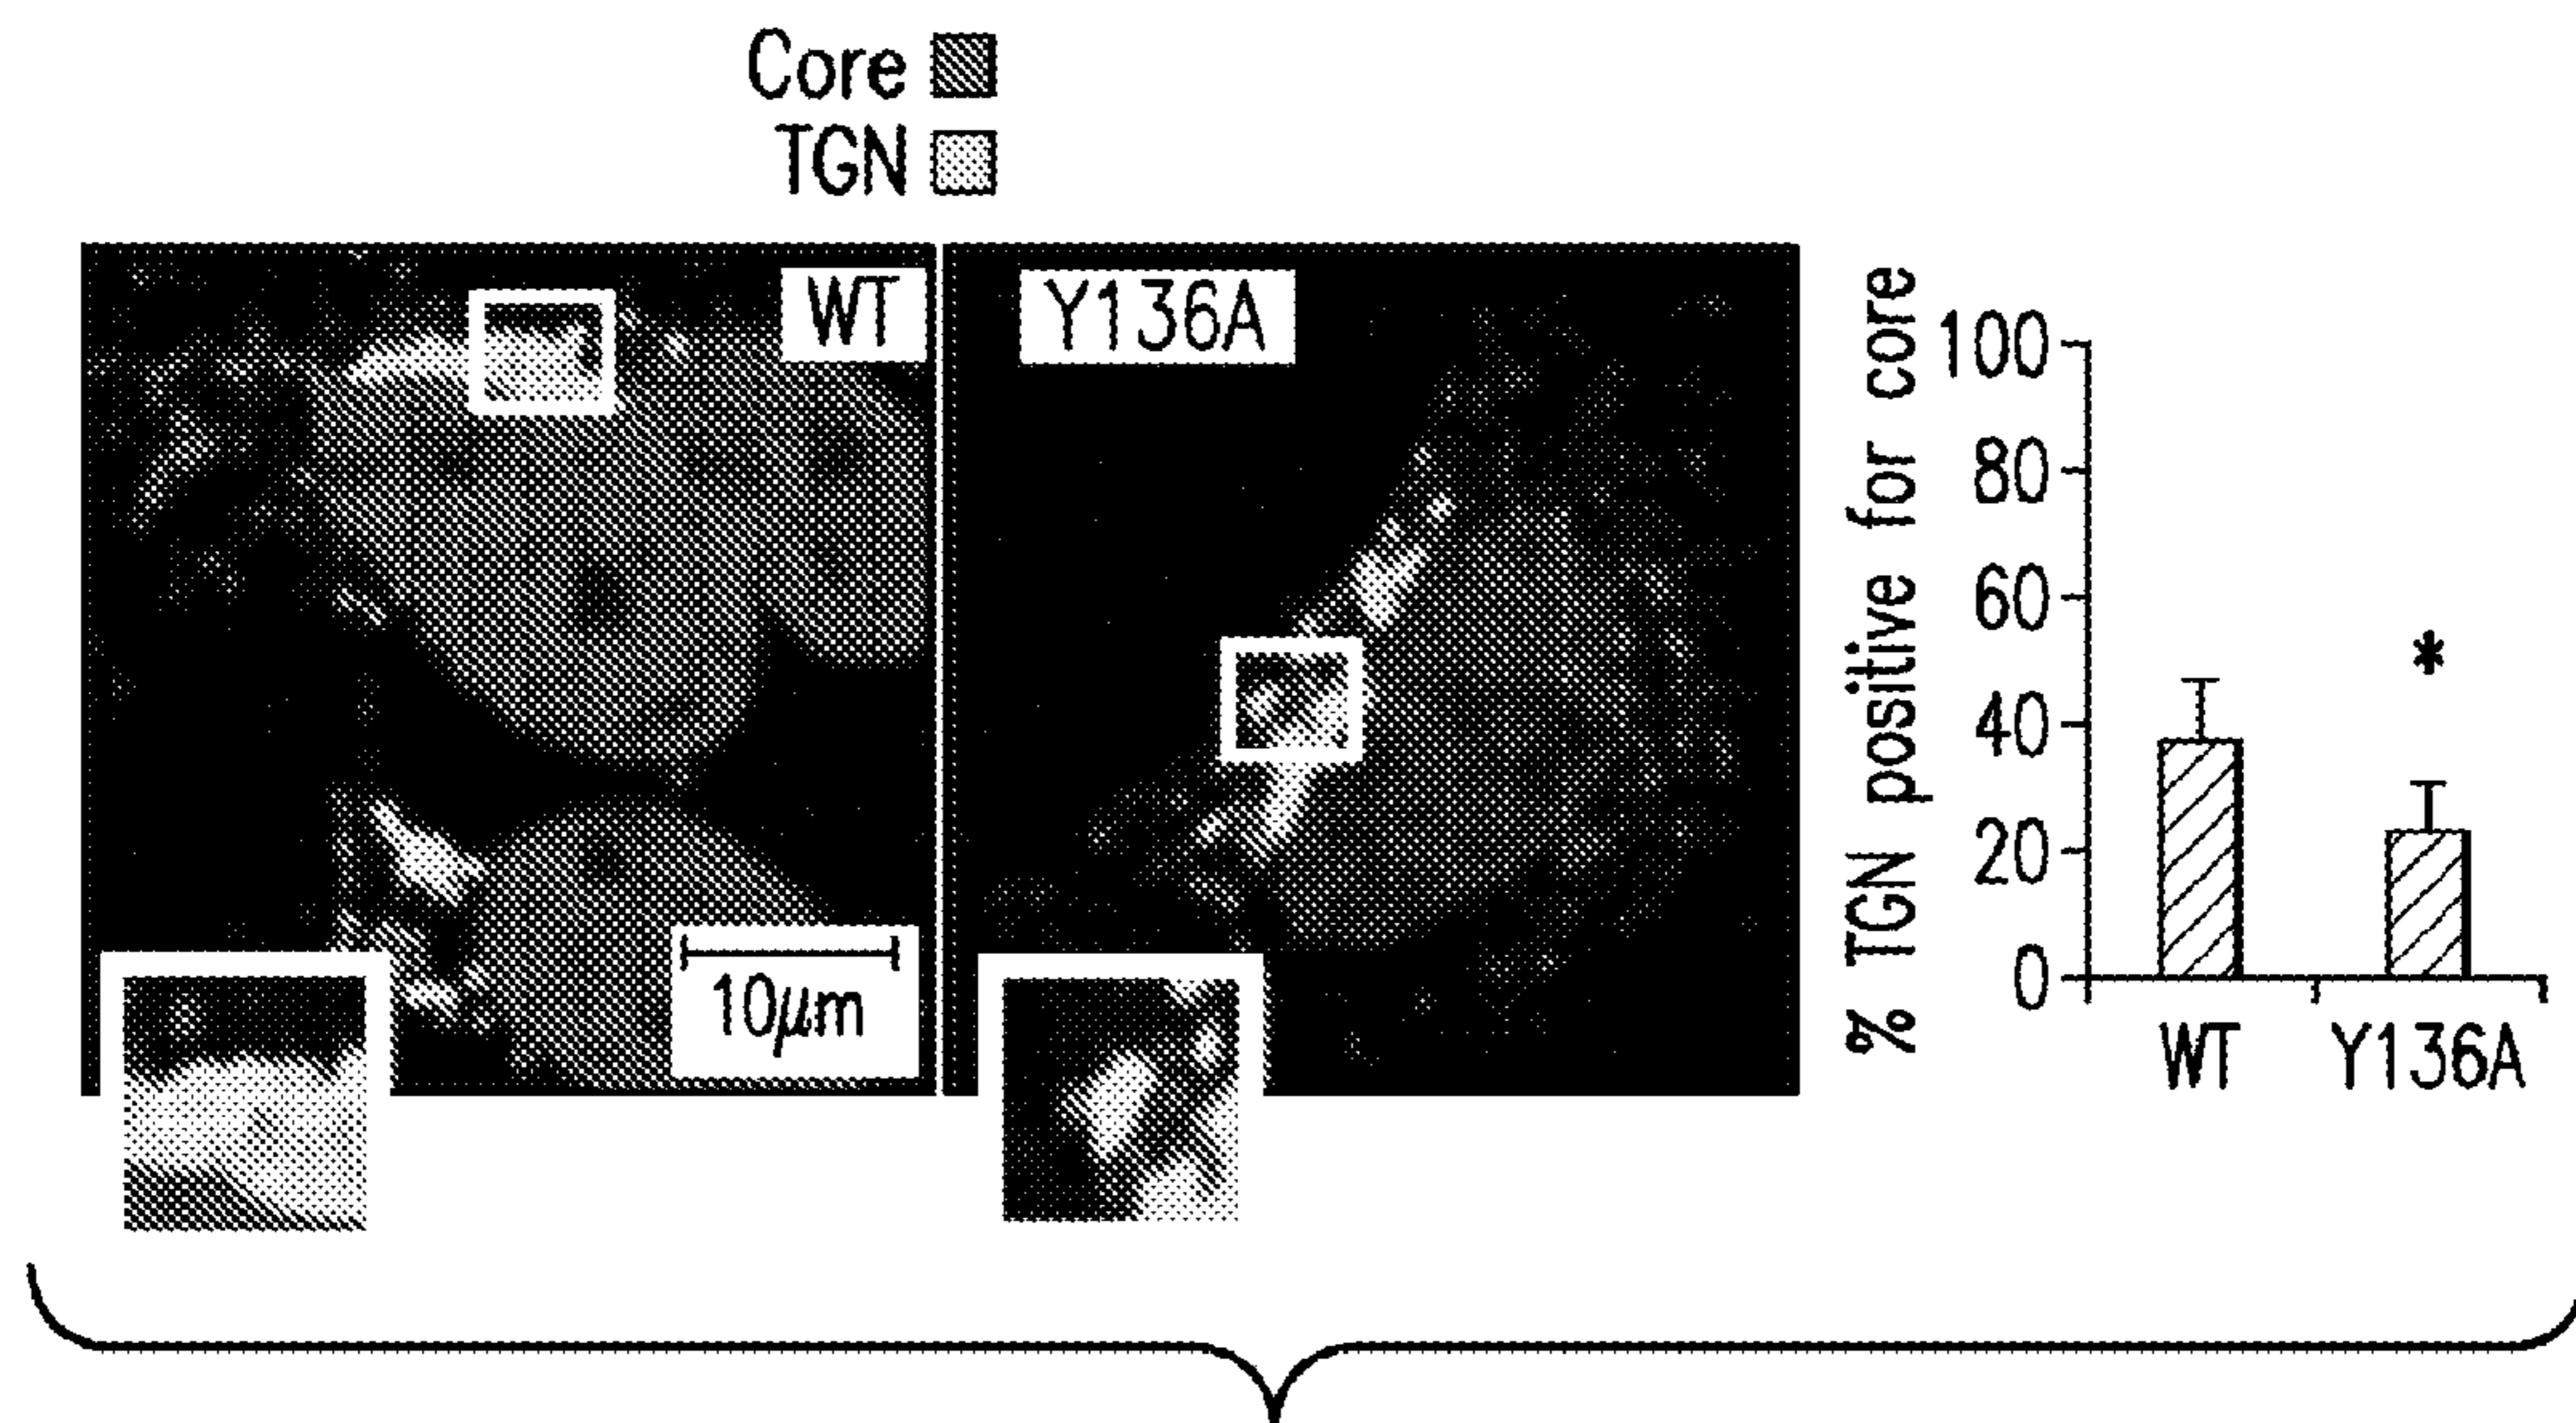 Core
TGN
WT
Y136A
10μm
% TGN positive for core
100
80
60
40
20
0
*
WT
Y136A